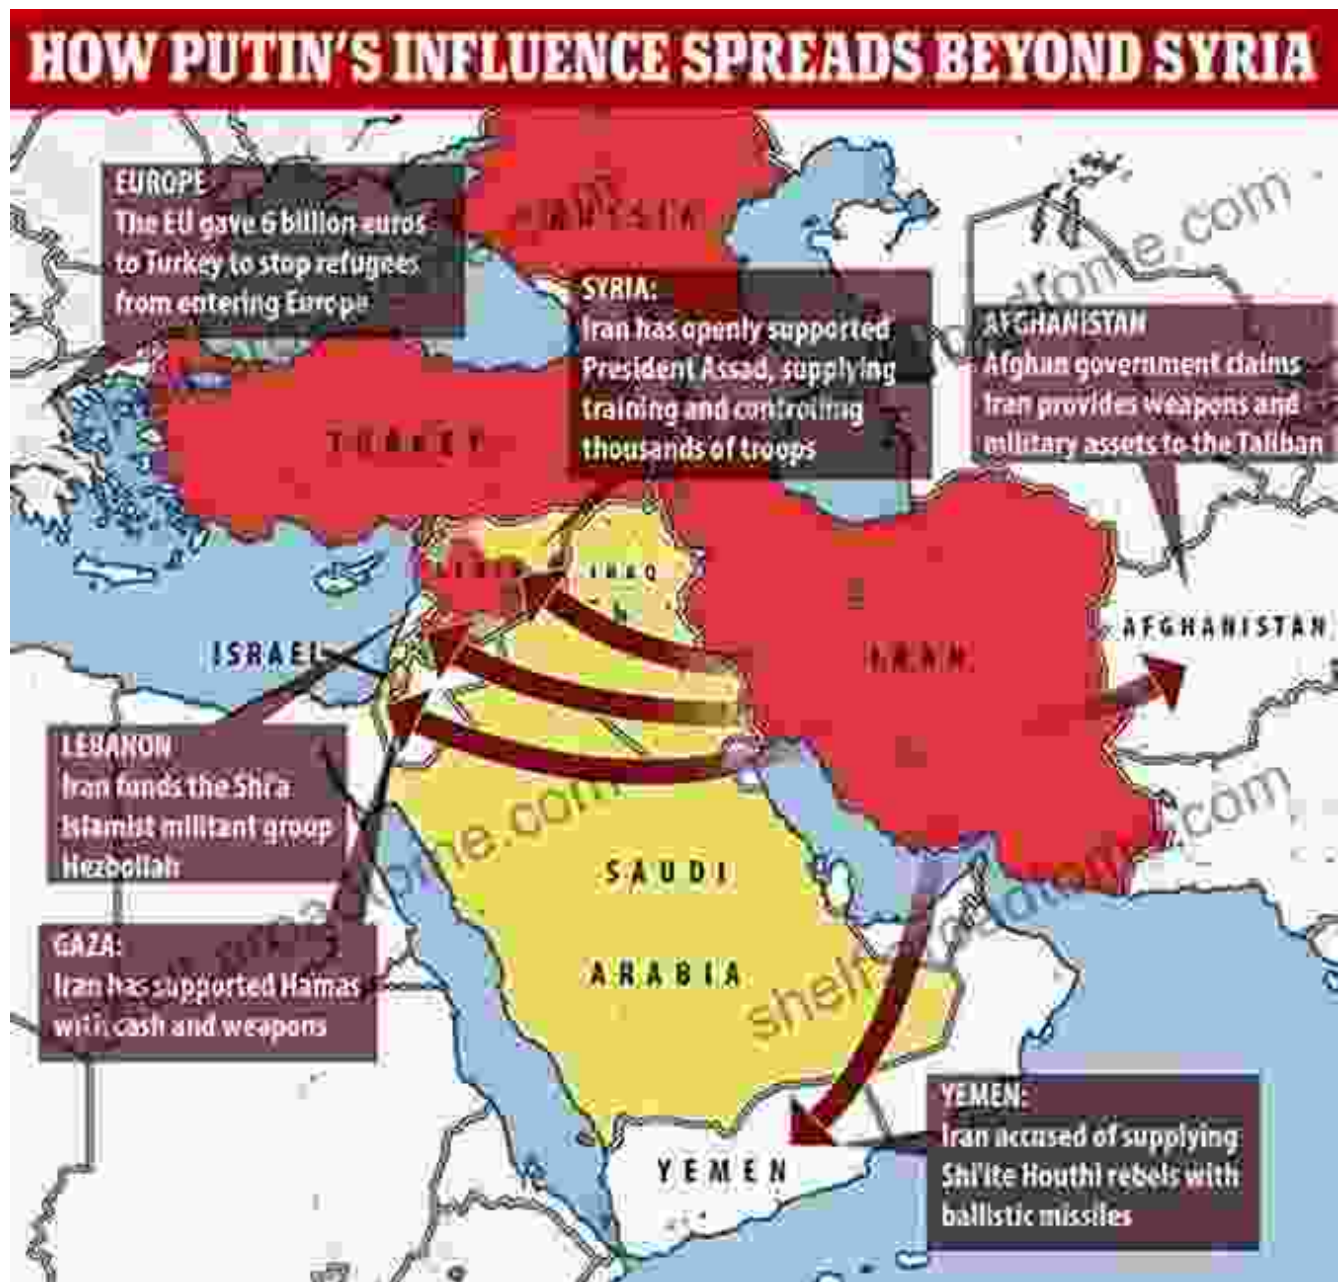 HOW PUTIN'S INFLUENCE SPREADS BEYOND SYRIA
EUROPE
The EU gave 6 billion euros
to Turkey to stop refugees
from entering Europe
RUSSIA
SYRIA:
Iran has openly supported
President Assad, supplying
training and controlling
thousands of troops
AFGHANISTAN
Afghan government claims
Iran provides weapons and
military assets to the Taliban
TURKEY
SYRIA
IRAQ
ISRAEL
IRAN
AFGHANISTAN
LEBANON
Iran funds the Shi'a
Islamist militant group
Hezbollah
SAUDI
ARABIA
GAZA:
Iran has supported Hamas
with cash and weapons
YEMEN
YEMEN:
Iran accused of supplying
Shi'ite Houthi rebels with
ballistic missiles